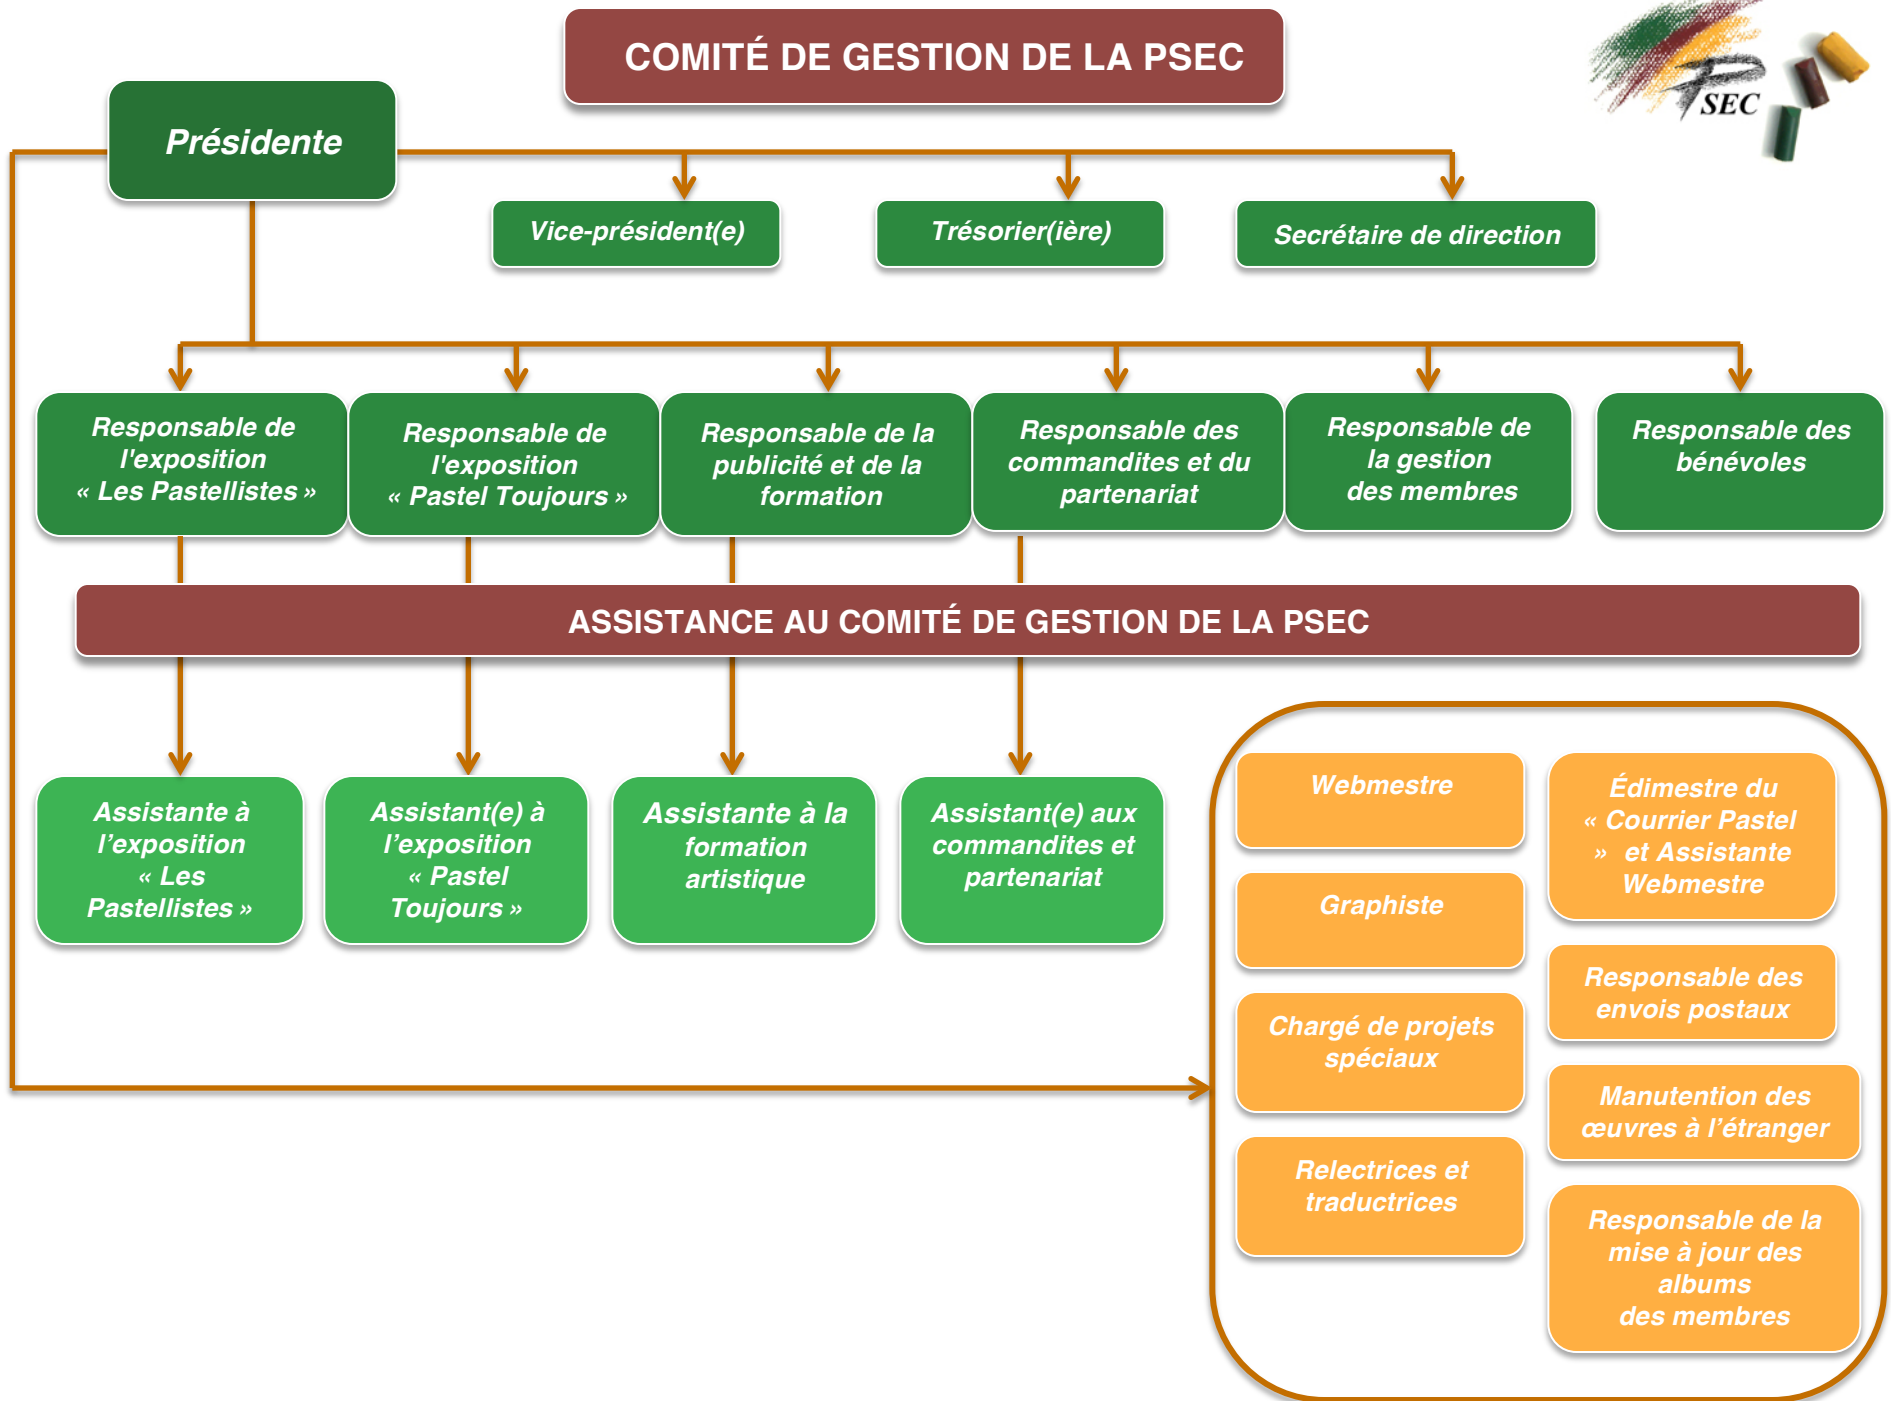 COMITÉ DE GESTION DE LA PSEC
PSEC
Présidente
Vice-président(e)
Trésorier(ière)
Secrétaire de direction
Responsable de
l'exposition
« Les Pastellistes »
Responsable de
l'exposition
« Pastel Toujours »
Responsable de la
publicité et de la
formation
Responsable des
commandites et du
partenariat
Responsable de
la gestion
des membres
Responsable des
bénévoles
ASSISTANCE AU COMITÉ DE GESTION DE LA PSEC
Assistante à
l’exposition
« Les
Pastellistes »
Assistant(e) à
l’exposition
« Pastel
Toujours »
Assistante à la
formation
artistique
Assistant(e) aux
commandites et
partenariat
Webmestre
Graphiste
Chargé de projets
spéciaux
Relectrices et
traductrices
Édimestre du
« Courrier Pastel
» et Assistante
Webmestre
Responsable des
envois postaux
Manutention des
œuvres à l’étranger
Responsable de la
mise à jour des
albums
des membres